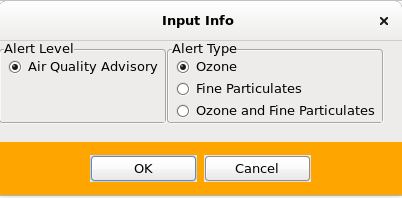 Input Info
Alert Level
Air Quality Advisory
Alert Type
Ozone
Fine Particulates
Ozone and Fine Particulates
OK
Cancel